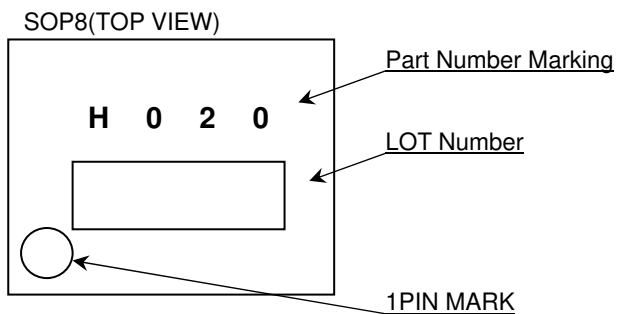 SOP8(TOP VIEW)
Part Number Marking
H 0 2 0
LOT Number
1PIN MARK